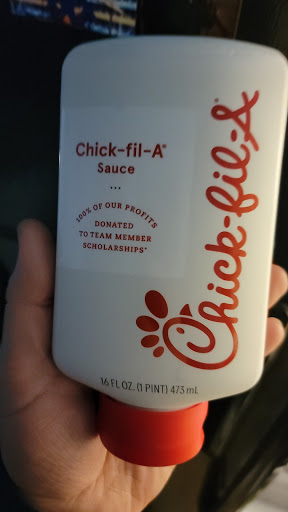 Chick-fil-A®
Sauce
...
100% OF OUR PROFITS
DONATED
TO TEAM MEMBER
SCHOLARSHIPS*
Chick-fil-A
16 FL OZ. (1 PINT) 473 mL